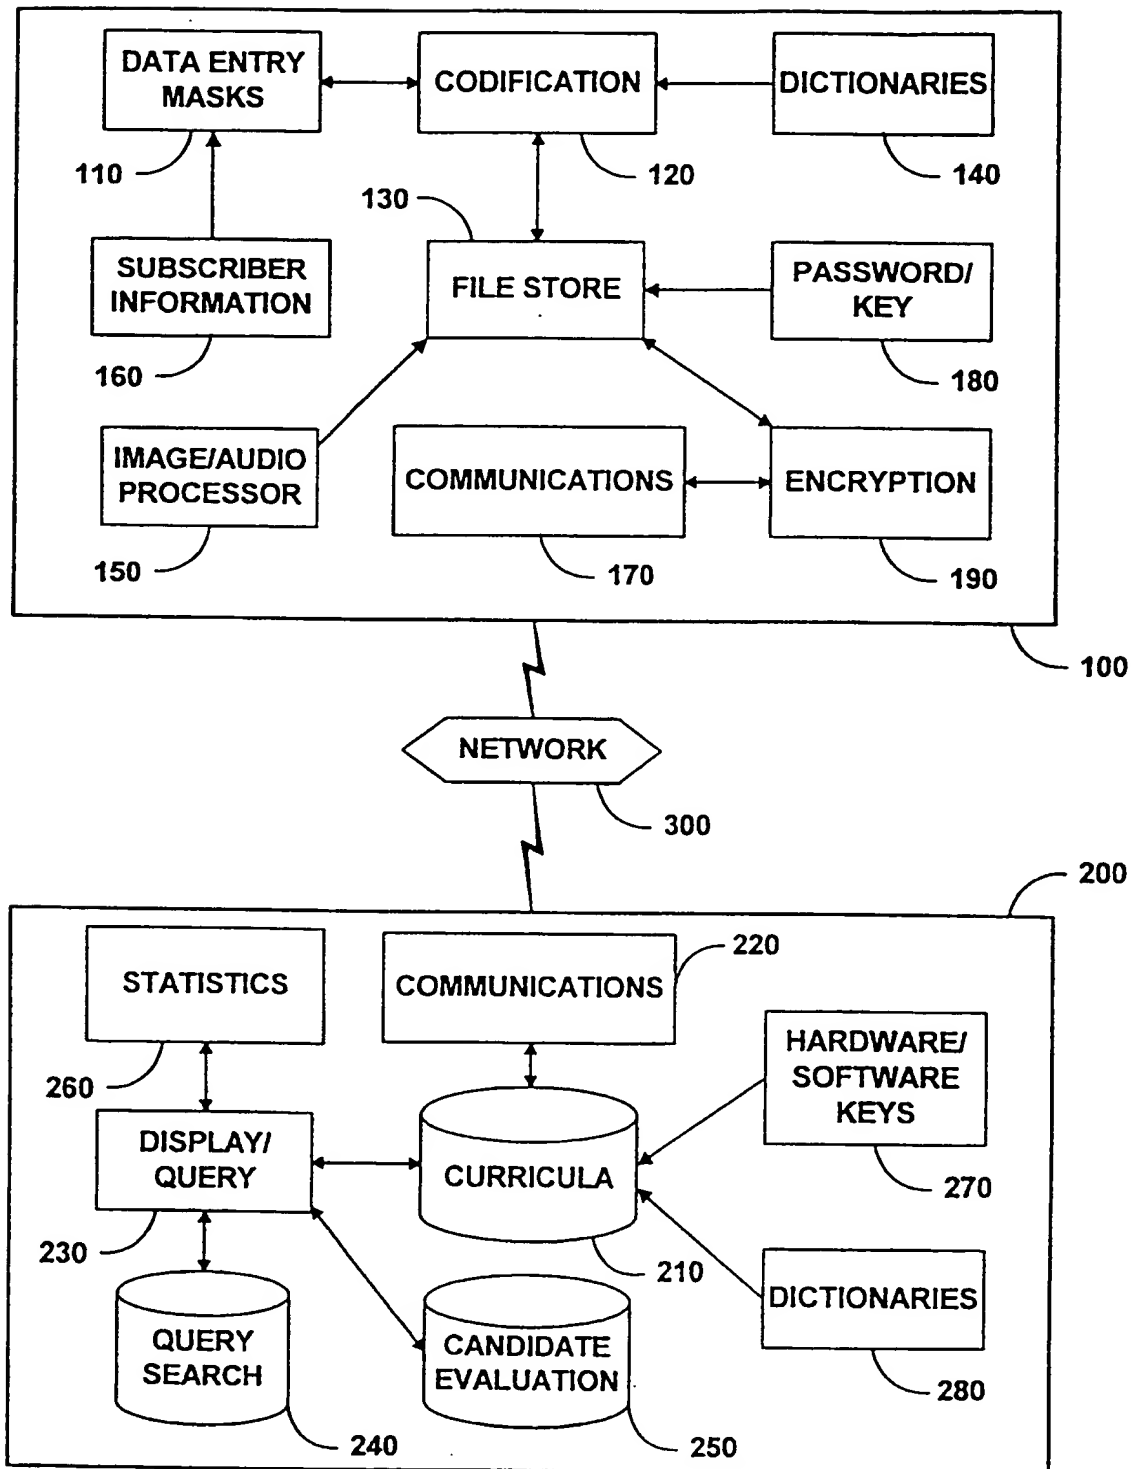 DATA ENTRY
MASKS
110
CODIFICATION
120
DICTIONARIES
140
130
SUBSCRIBER
INFORMATION
160
FILE STORE
PASSWORD/
KEY
180
IMAGE/AUDIO
PROCESSOR
150
COMMUNICATIONS
170
ENCRYPTION
190
100
NETWORK
300
200
STATISTICS
260
COMMUNICATIONS
220
HARDWARE/
SOFTWARE
KEYS
270
DISPLAY/
QUERY
230
CURRICULA
210
DICTIONARIES
280
QUERY
SEARCH
240
CANDIDATE
EVALUATION
250